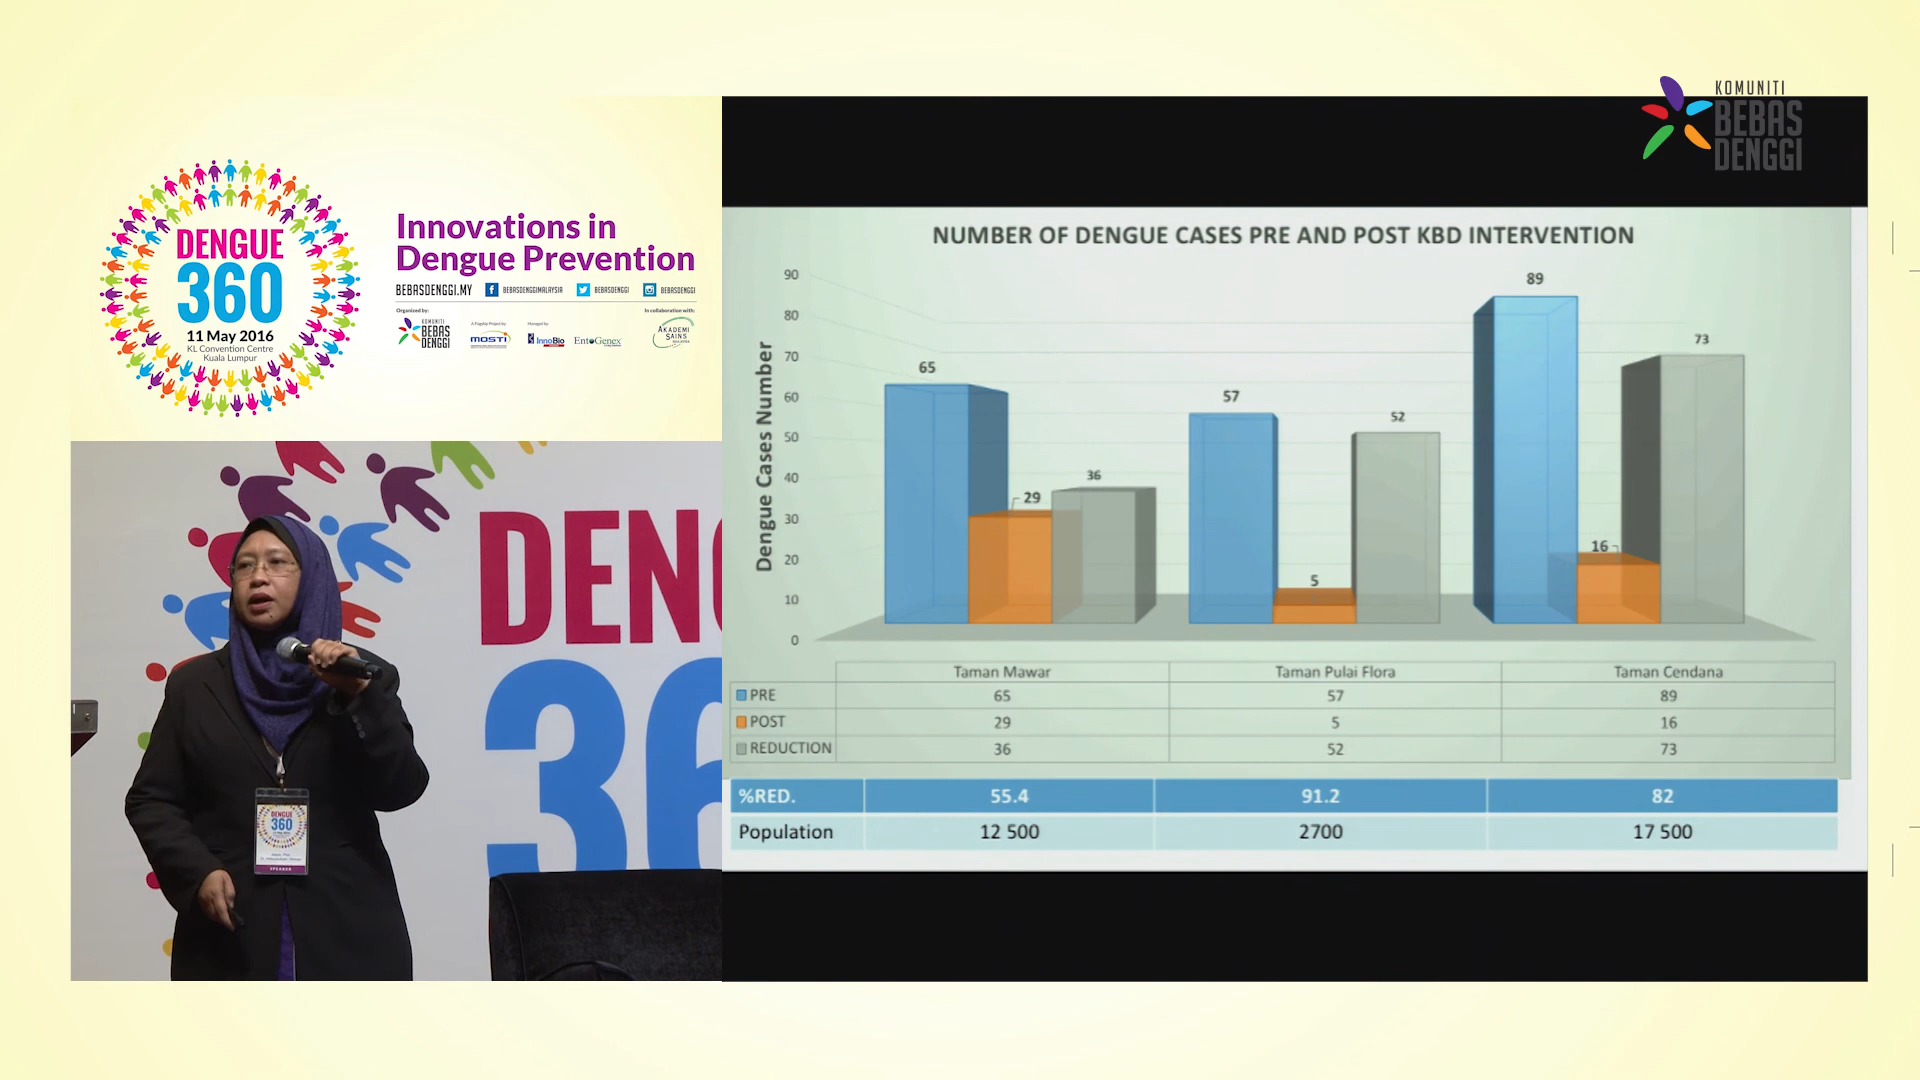 KOMUNITI
BEBAS
DENGGI
DENGUE
360
11 May 2016
KL Convention Centre
Kuala Lumpur
Innovations in
Dengue Prevention
BEBASDENGGI.MY BEBASDENGGIMALAYSIA BEBASDENGGI BEBASDENGGI
Organized by: A Flagship Project by: Managed by: In collaboration with:
KOMUNITI
BEBAS
DENGGI
MOSTI
InnoBio
EntoGenex
AKADEMI
SAINS
MALAYSIA
DEN
36
DENGUE
360
SPEAKER
NUMBER OF DENGUE CASES PRE AND POST KBD INTERVENTION
Dengue Cases Number
90
80
70
60
50
40
30
20
10
0
65 29 36
57 5 52
89 16 73
Taman Mawar Taman Pulai Flora Taman Cendana
PRE 65 57 89
POST 29 5 16
REDUCTION 36 52 73
%RED. 55.4 91.2 82
Population 12 500 2700 17 500